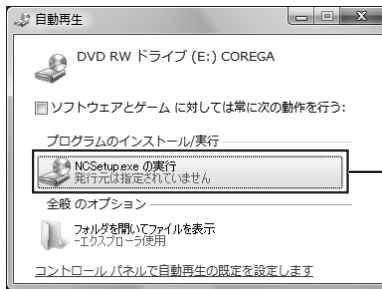 自動再生
DVD RW ドライブ (E:) COREGA
ソフトウェアとゲーム に対しては常に次の動作を行う:
プログラムのインストール/実行
NCSetup.exe の実行
発行元は指定されていません
全般 のオプション
フォルダを開いてファイルを表示
-エクスプローラ使用
コントロール パネルで自動再生の既定を設定します